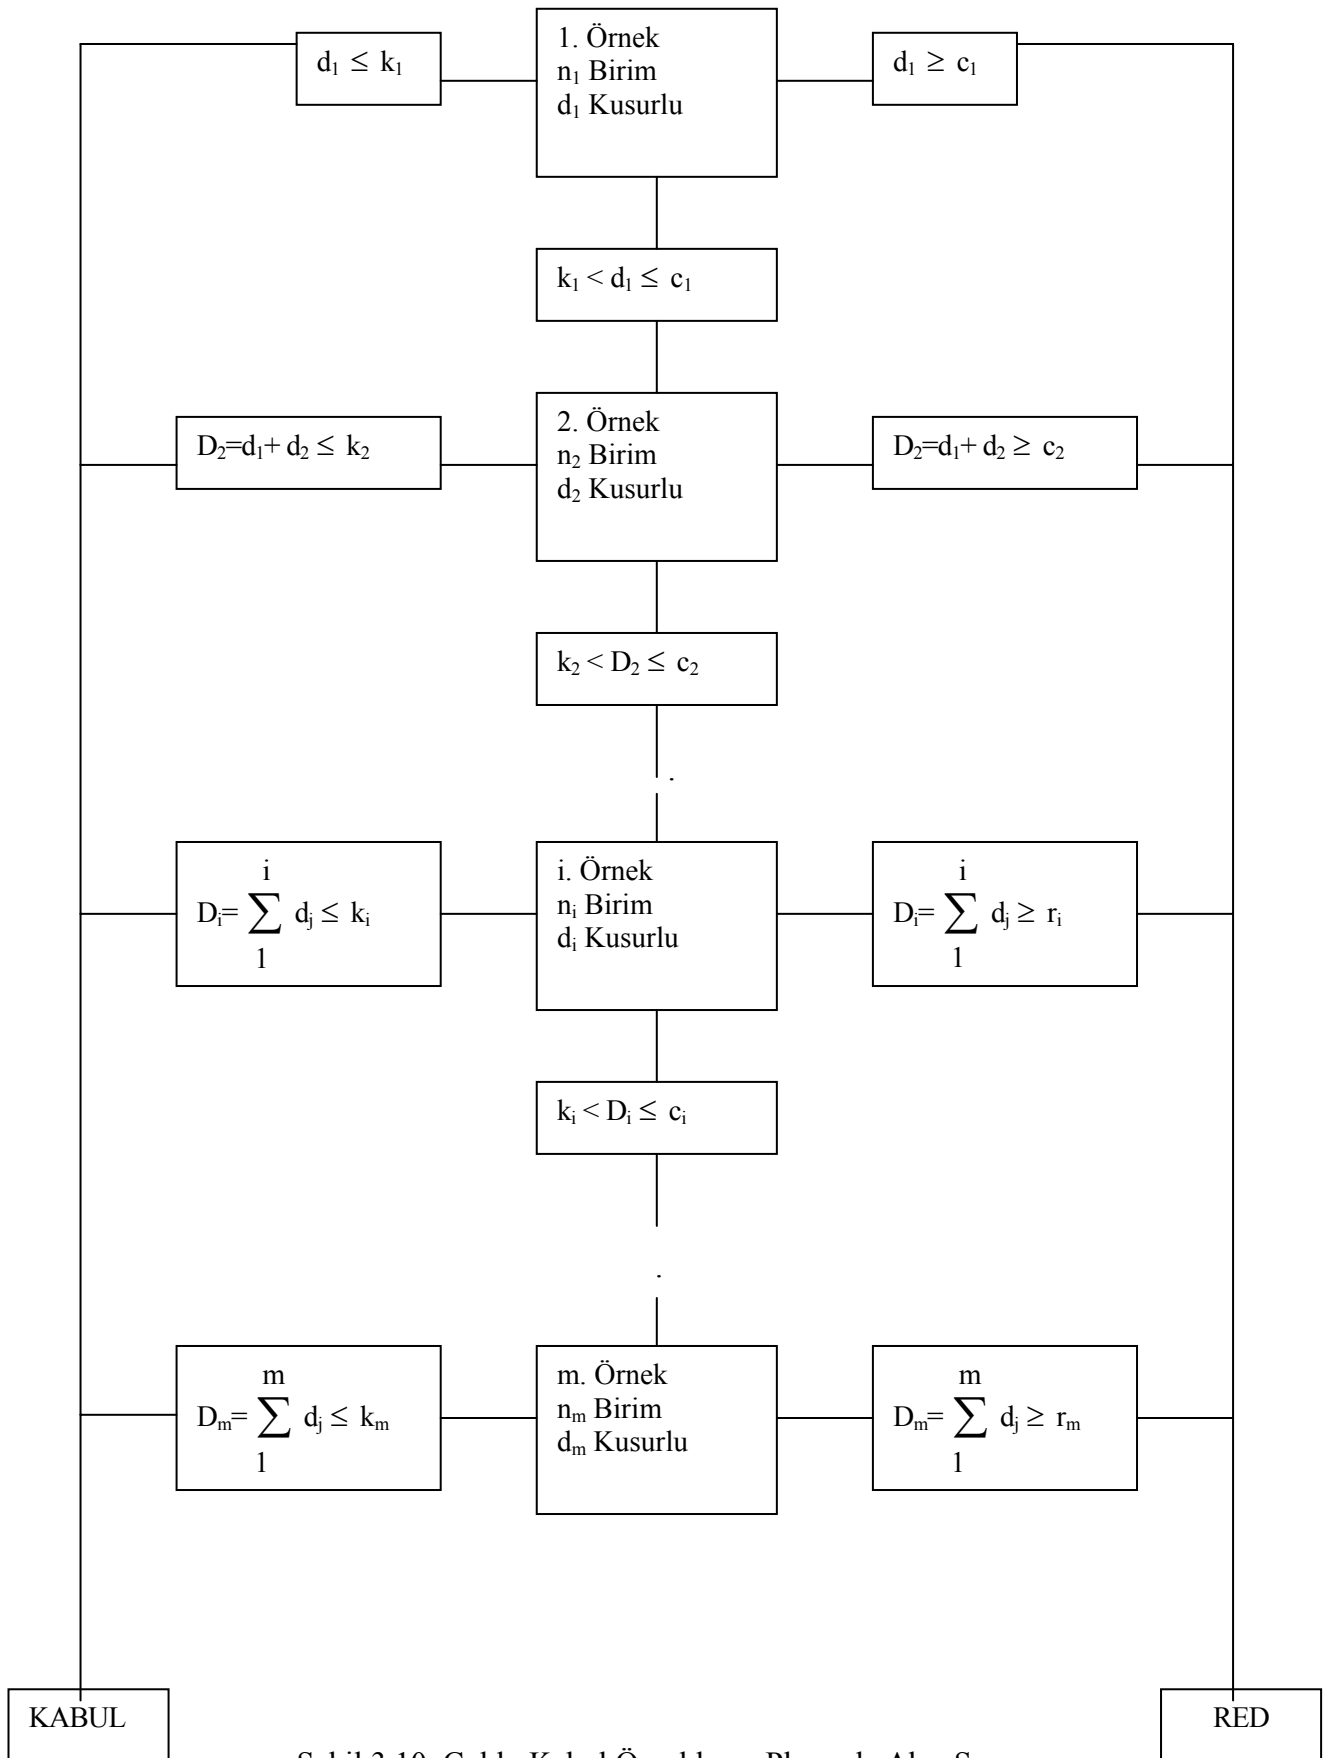 d₁ ≤ k₁
1. Örnek
n₁ Birim
d₁ Kusurlu
d₁ ≥ c₁
k₁ < d₁ ≤ c₁
D₂=d₁+ d₂ ≤ k₂
2. Örnek
n₂ Birim
d₂ Kusurlu
D₂=d₁+ d₂ ≥ c₂
k₂ < D₂ ≤ c₂
.
i
Dᵢ= ∑ dⱼ ≤ kᵢ
1
i. Örnek
nᵢ Birim
dᵢ Kusurlu
i
Dᵢ= ∑ dⱼ ≥ rᵢ
1
kᵢ < Dᵢ ≤ cᵢ
.
m
Dₘ= ∑ dⱼ ≤ kₘ
1
m. Örnek
nₘ Birim
dₘ Kusurlu
m
Dₘ= ∑ dⱼ ≥ rₘ
1
KABUL
RED